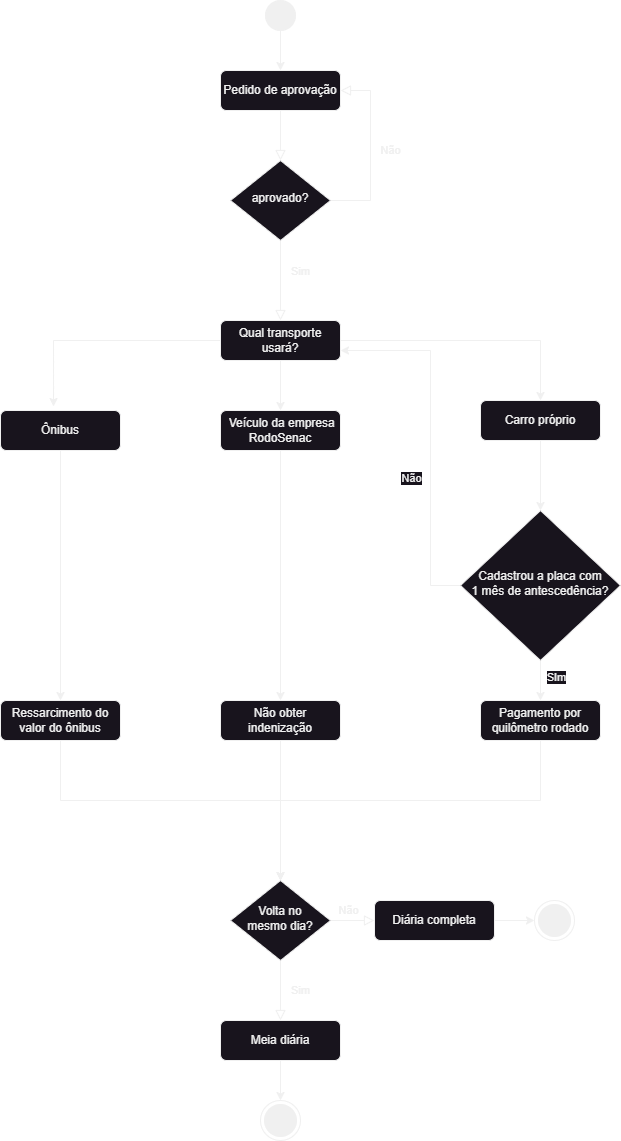 Pedido de aprovação
Não
aprovado?
Sim
Qual transporte
usará?
Ônibus
Veículo da empresa
RodoSenac
Carro próprio
Não
Cadastrou a placa com
1 mês de antescedência?
Sim
Ressarcimento do
valor do ônibus
Não obter
indenização
Pagamento por
quilômetro rodado
Volta no
mesmo dia?
Não
Diária completa
Sim
Meia diária